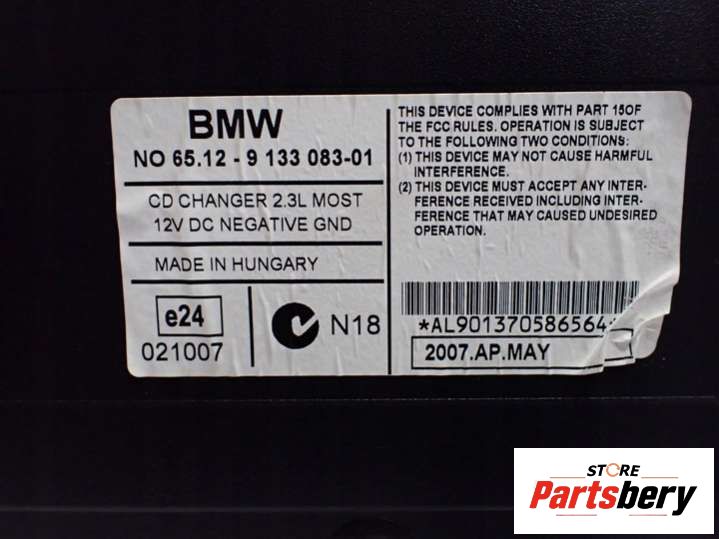 BMW
NO 65.12 - 9 133 083-01
CD CHANGER 2.3L MOST
12V DC NEGATIVE GND
MADE IN HUNGARY
e24
021007
N18
THIS DEVICE COMPLIES WITH PART 15OF
THE FCC RULES. OPERATION IS SUBJECT
TO THE FOLLOWING TWO CONDITIONS:
(1) THIS DEVICE MAY NOT CAUSE HARMFUL
INTERFERENCE.
(2) THIS DEVICE MUST ACCEPT ANY INTER-
FERENCE RECEIVED INCLUDING INTER-
FERENCE THAT MAY CAUSED UNDESIRED
OPERATION.
*AL901370586564*
2007.AP.MAY
STORE
Partsbery